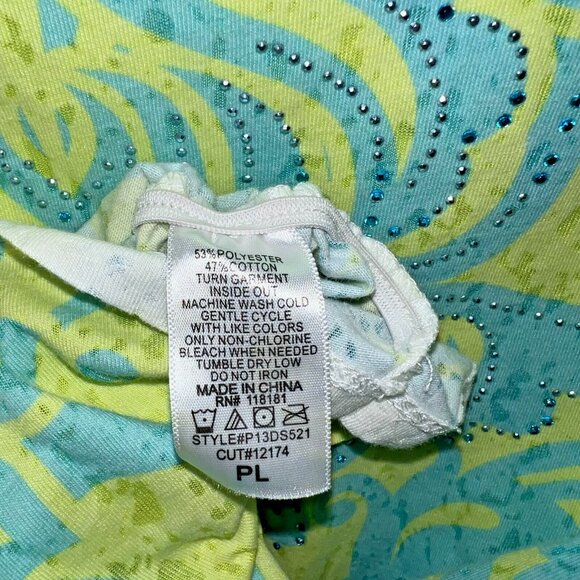 53%POLYESTER
47%COTTON
TURN GARMENT
INSIDE OUT
MACHINE WASH COLD
GENTLE CYCLE
WITH LIKE COLORS
ONLY NON-CHLORINE
BLEACH WHEN NEEDED
TUMBLE DRY LOW
DO NOT IRON
MADE IN CHINA
RN# 118181
STYLE#P13DS521
CUT#12174
PL